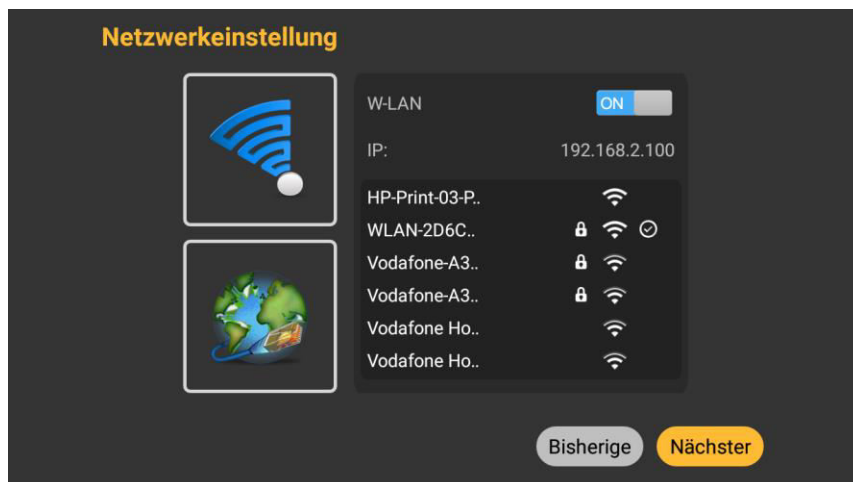 Netzwerkeinstellung
W-LAN ON
IP: 192.168.2.100
HP-Print-03-P..
WLAN-2D6C..
Vodafone-A3..
Vodafone-A3..
Vodafone Ho..
Vodafone Ho..
Bisherige Nächster